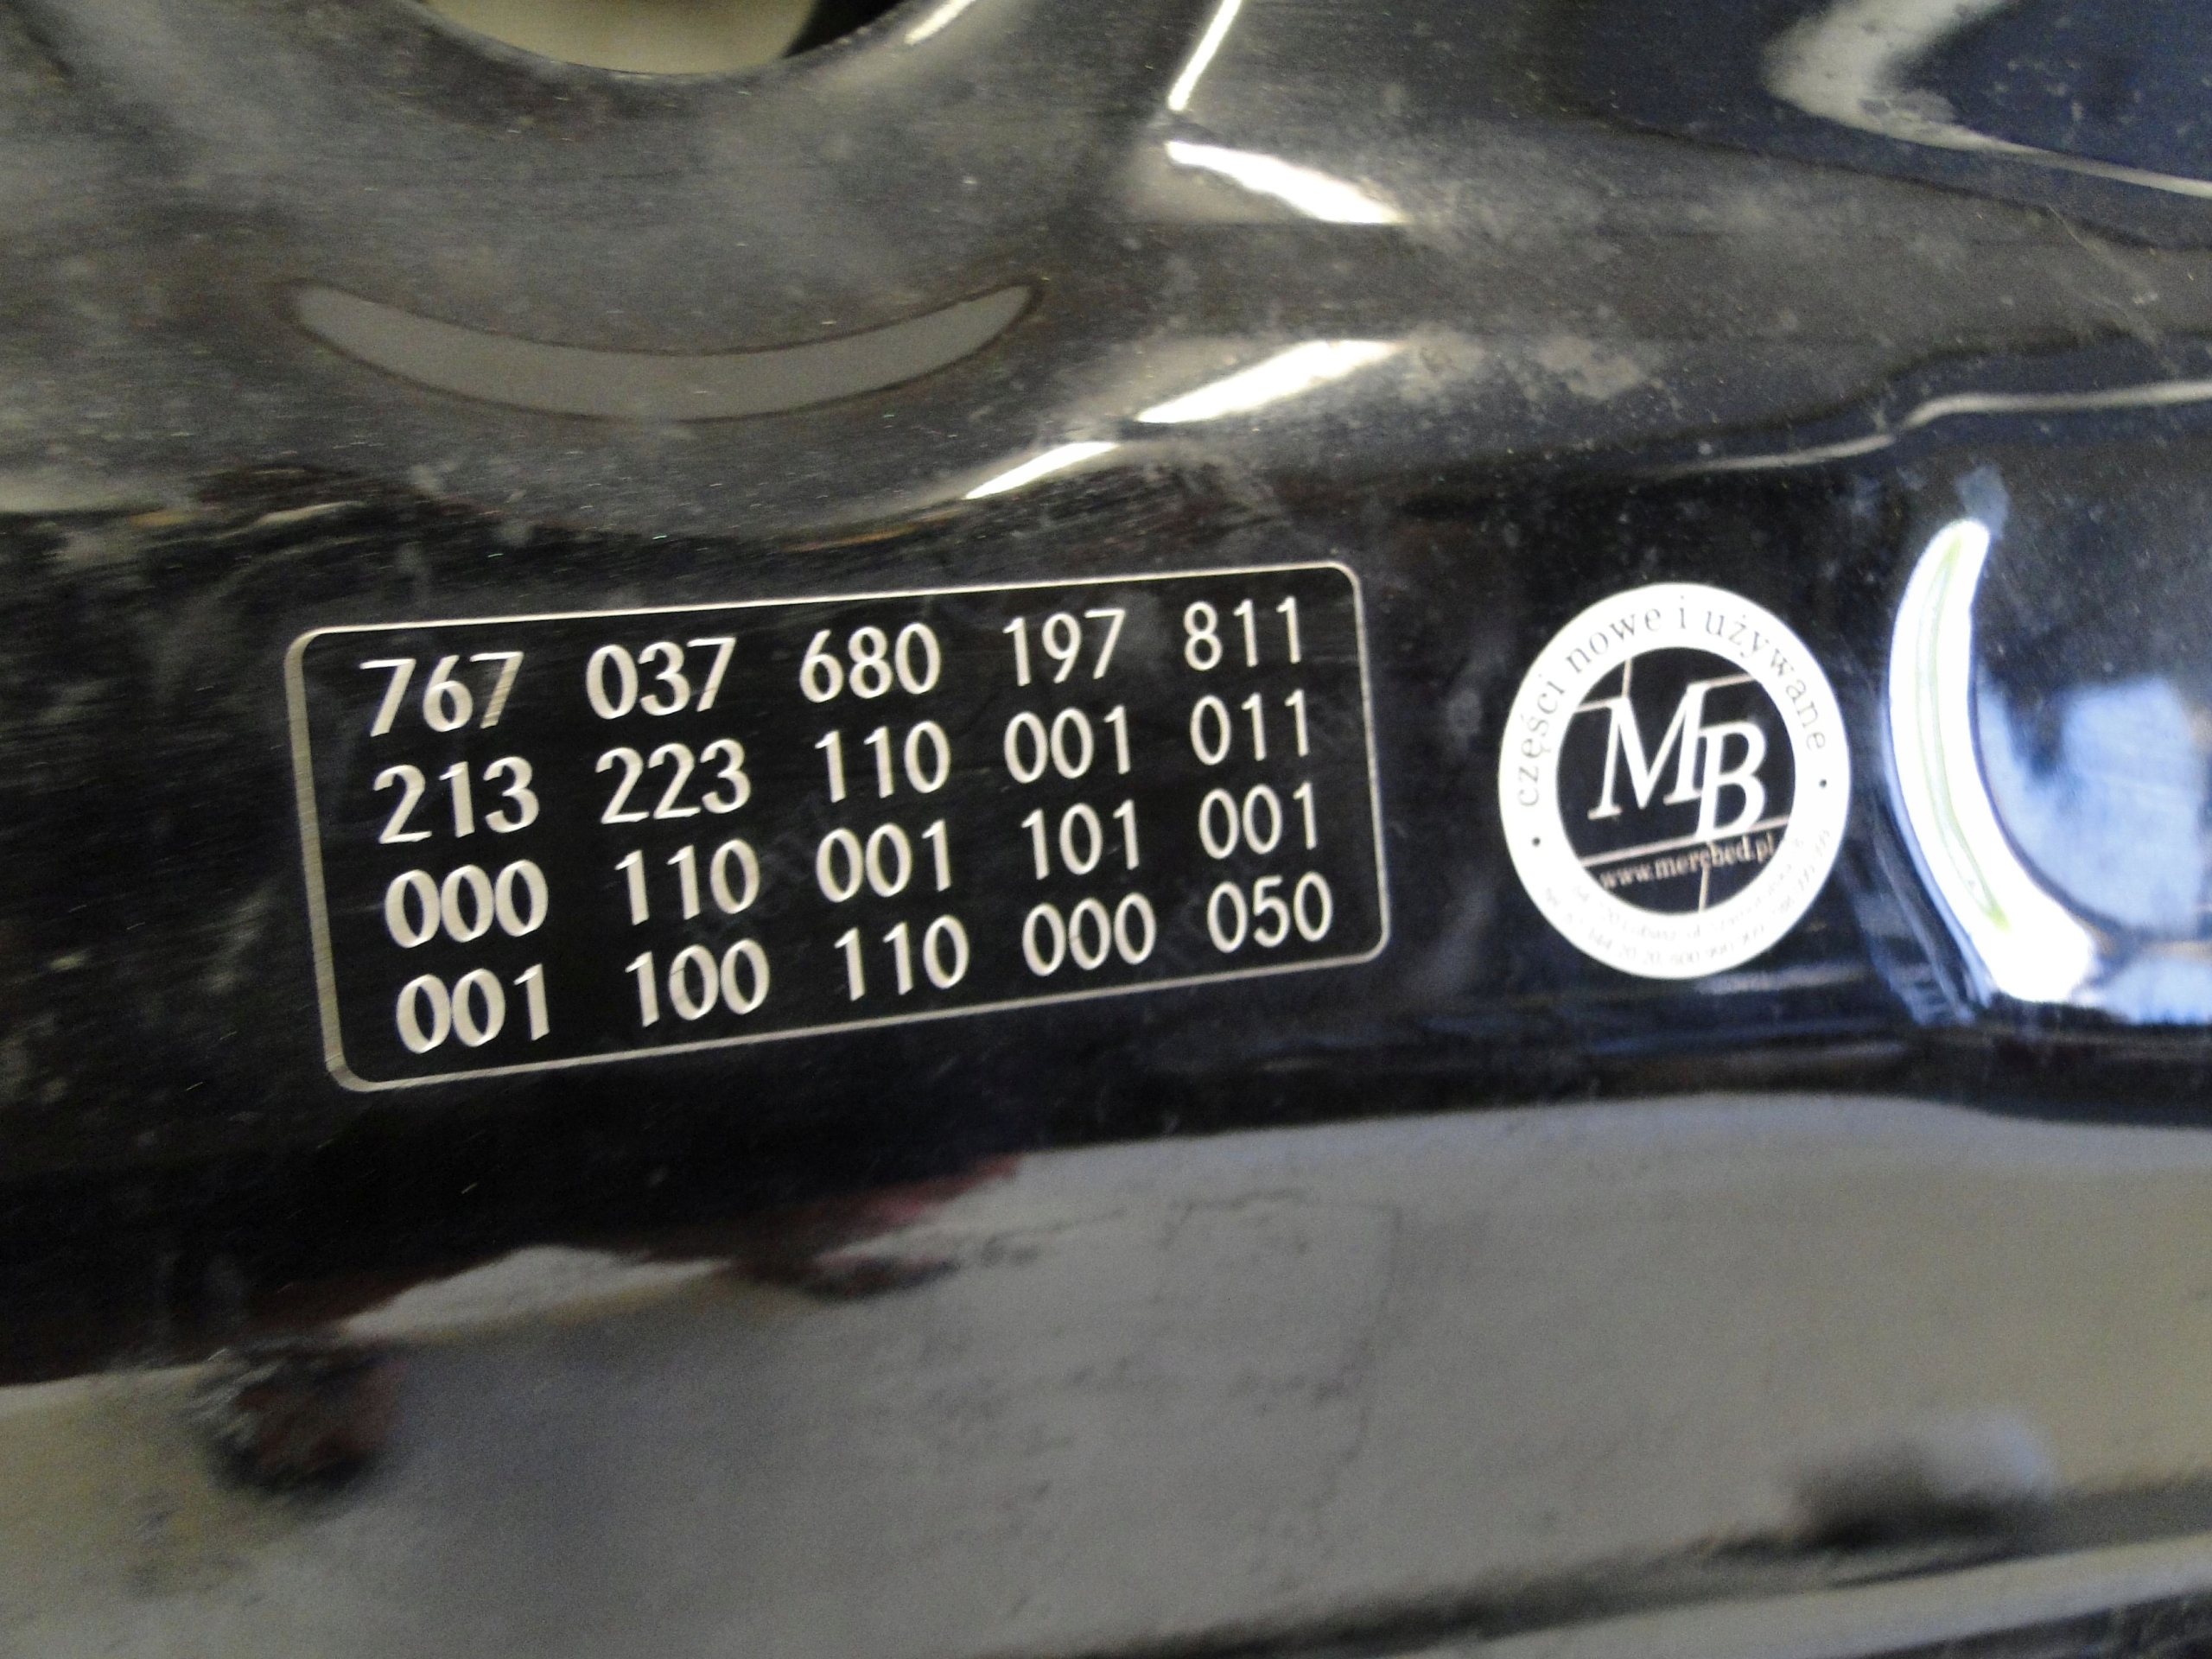 767 037 680 197 811
213 223 110 001 011
000 110 001 101 001
001 100 110 000 050
części nowe i używane
MB
www.merebed.pl